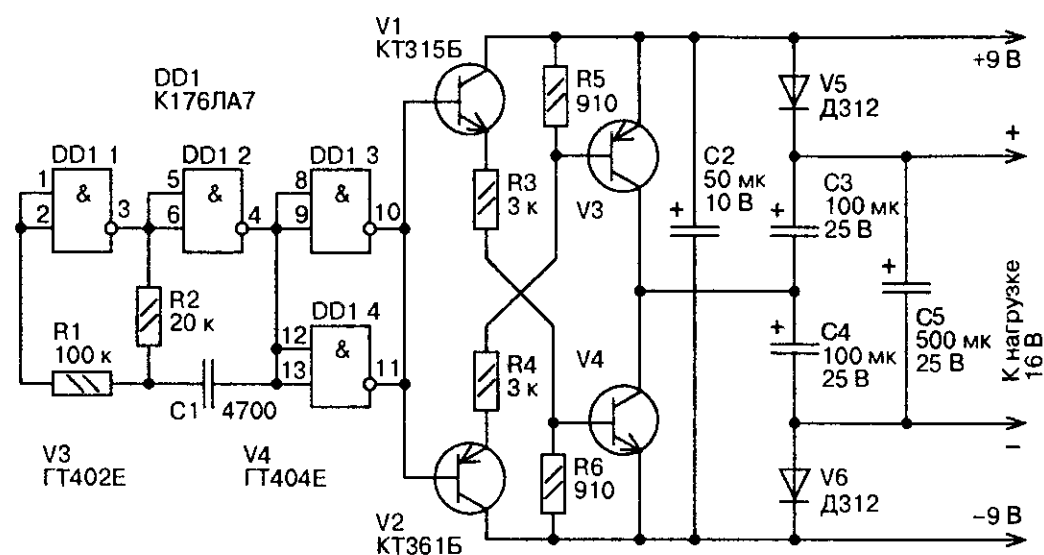 V1
КТ315Б
+9 В
DD1
К176ЛА7
R5
910
V5
Д312
DD1 1
DD1 2
DD1 3
+
1
&
5
&
8
&
2
3
6
4
9
10
R3
3 к
V3
C2
50 мк
10 В
+
+
C3
100 мк
25 В
+
R2
20 к
DD1 4
К нагрузке
16 В
R1
100 к
12
&
13
11
R4
3 к
V4
+
C4
100 мк
25 В
C5
500 мк
25 В
C1
4700
–
V3
ГТ402Е
V4
ГТ404Е
R6
910
V6
Д312
V2
КТ361Б
–9 В